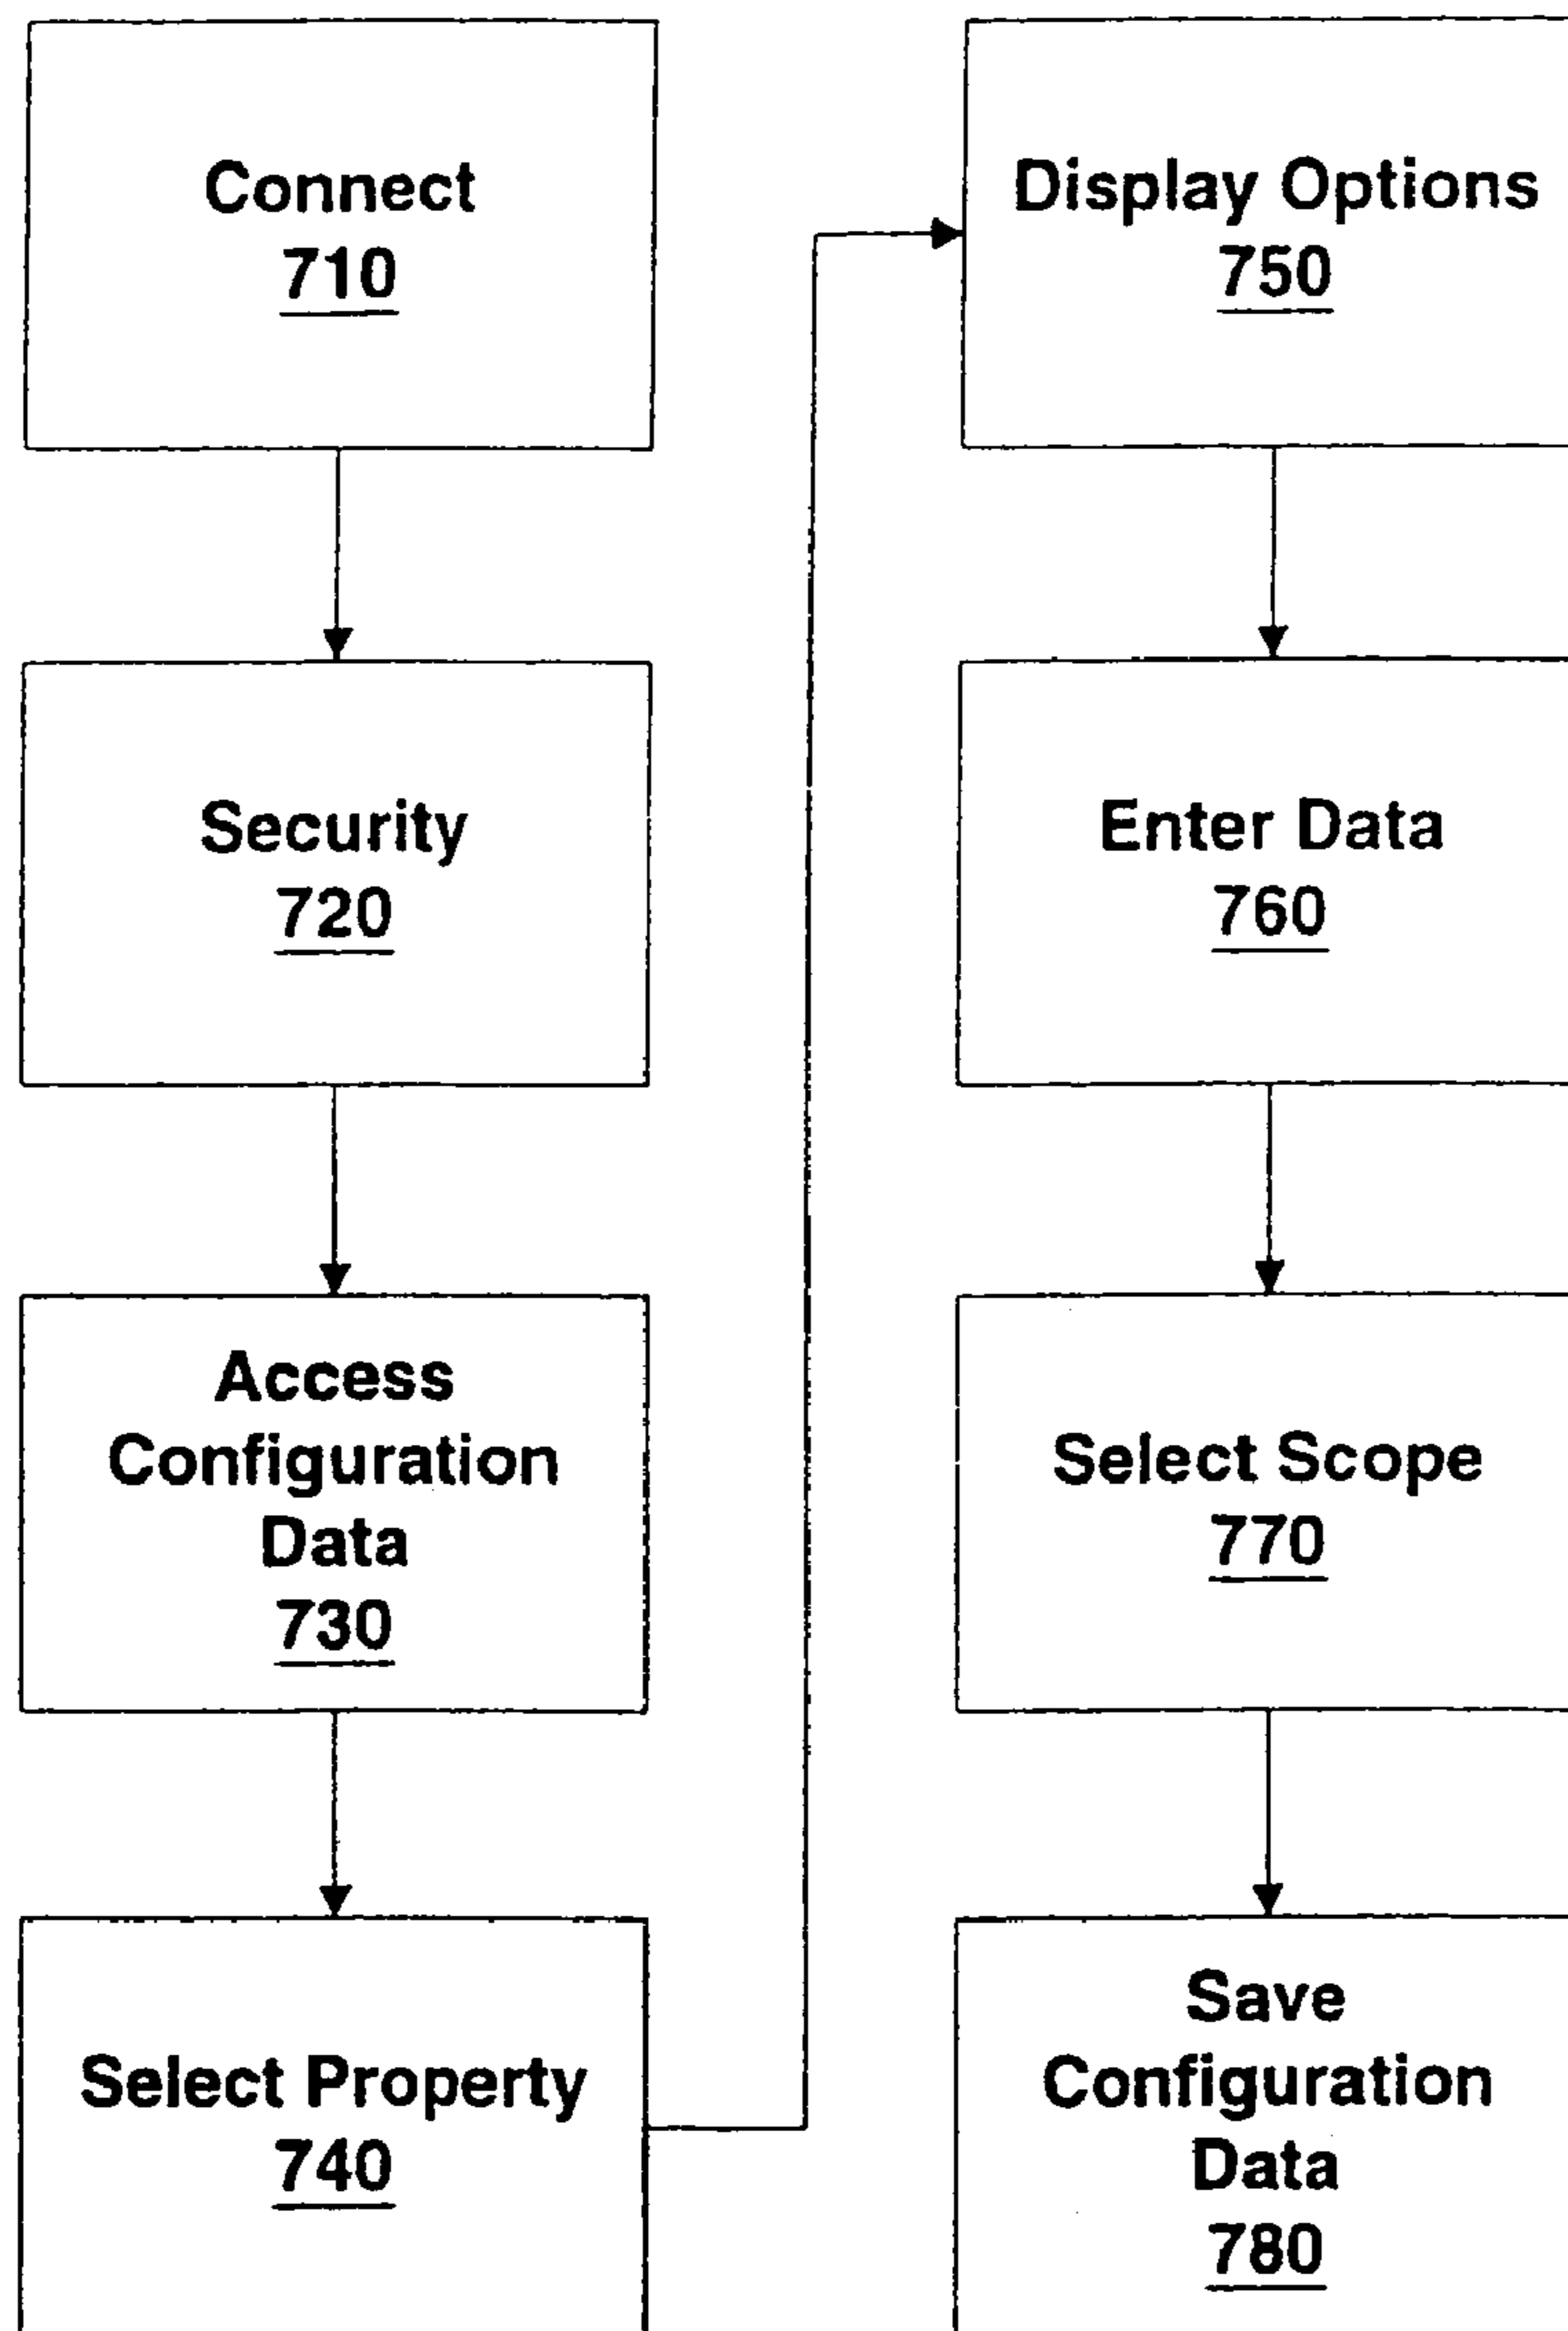 Connect
710
Security
720
Access
Configuration
Data
730
Select Property
740
Display Options
750
Enter Data
760
Select Scope
770
Save
Configuration
Data
780